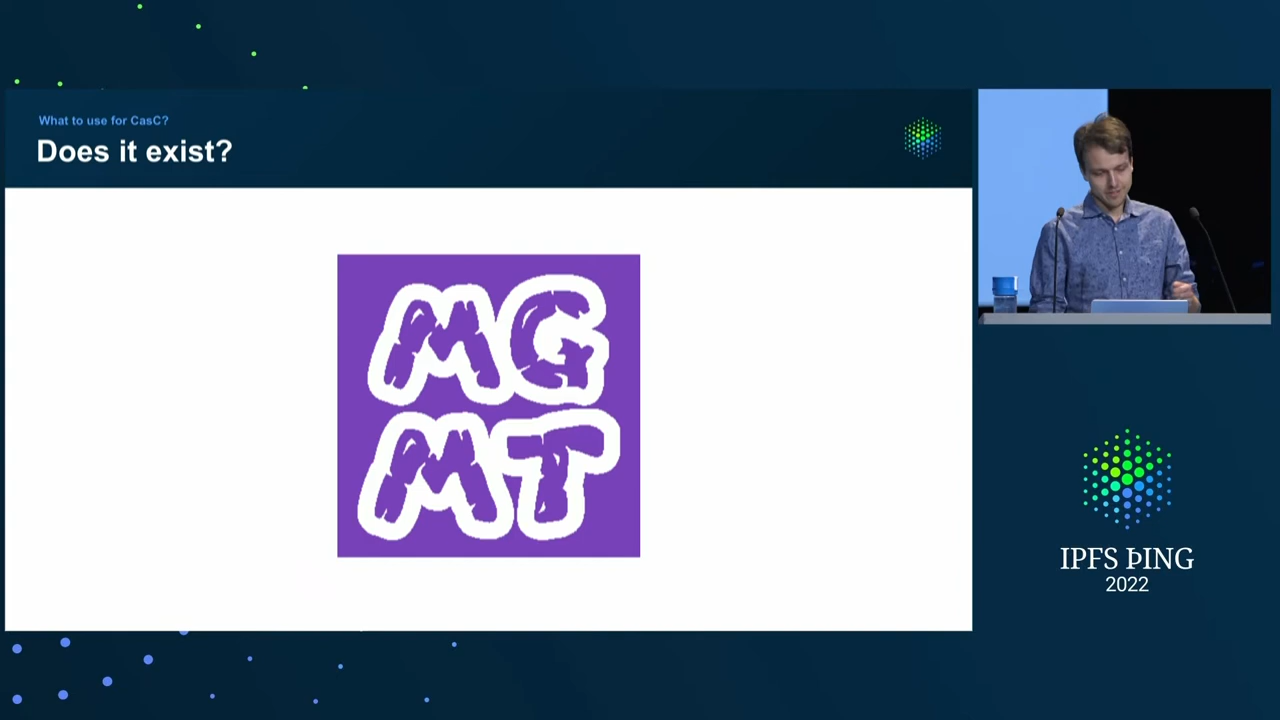 What to use for CasC?
Does it exist?
MG
MT
IPFS ÞING
2022